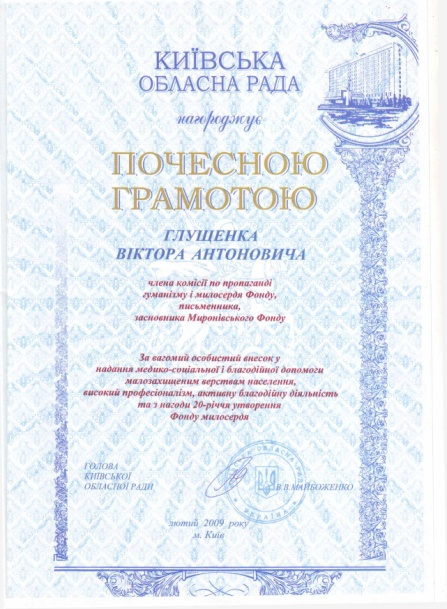 КИЇВСЬКА
ОБЛАСНА РАДА
нагороджує
ПОЧЕСНОЮ
ГРАМОТОЮ
ГЛУЩЕНКА
ВІКТОРА АНТОНОВИЧА
члена комісії по пропаганді
гуманізму і милосердя Фонду,
письменника,
засновника Миронівського Фонду
За вагомий особистий внесок у
надання медико-соціальної і благодійної допомоги
малозахищеним верствам населення,
високий професіоналізм, активну благодійну діяльність
та з нагоди 20-річчя утворення
Фонду милосердя
ГОЛОВА
КИЇВСЬКОЇ
ОБЛАСНОЇ РАДИ
В.В.МАЙБОЖЕНКО
ОБЛАСНА
УКРАЇНА
лютий 2009 року
м. Київ